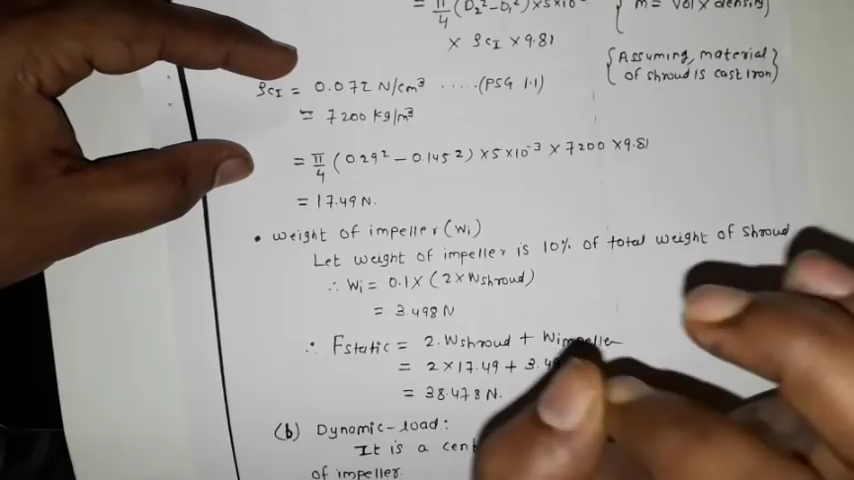 = π/4 (D₂² - D₁²) × 5 × 10⁻³
× ρCI × 9.81
m = vol × density
{Assuming, material
of shroud is cast iron}
ρCI = 0.072 N/cm³ .....(PSG 1.1)
= 7200 kg/m³
= π/4 (0.29² - 0.145²) × 5 × 10⁻³ × 7200 × 9.81
= 17.49 N.
• weight of impeller (Wi)
Let weight of impeller is 10% of total weight of shroud
∴ Wi = 0.1 × (2 × Wshroud)
= 3.498 N
∴ Fstatic = 2.Wshroud + Wimpeller
= 2 × 17.49 + 3.49
= 38.478 N.
(b) Dynamic-load:
It is a cent
of impeller.